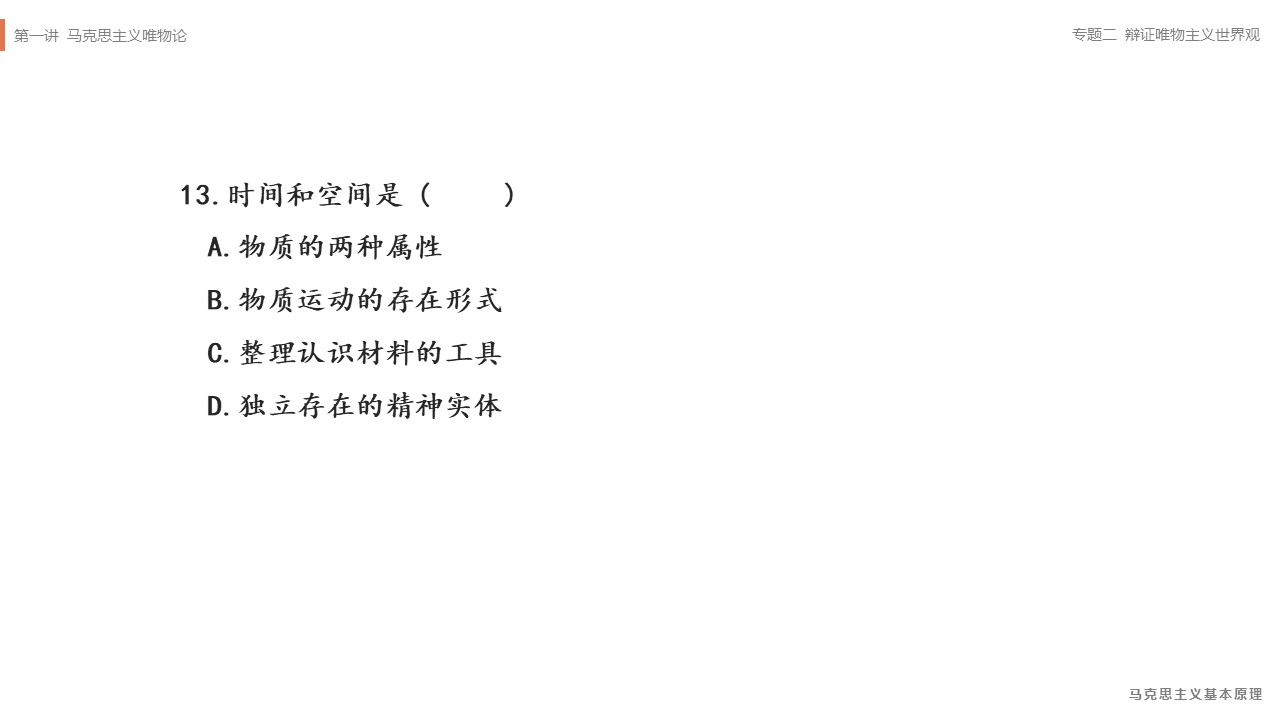 第一讲 马克思主义唯物论
专题二 辩证唯物主义世界观
13.时间和空间是（ ）
A.物质的两种属性
B.物质运动的存在形式
C.整理认识材料的工具
D.独立存在的精神实体
马克思主义基本原理